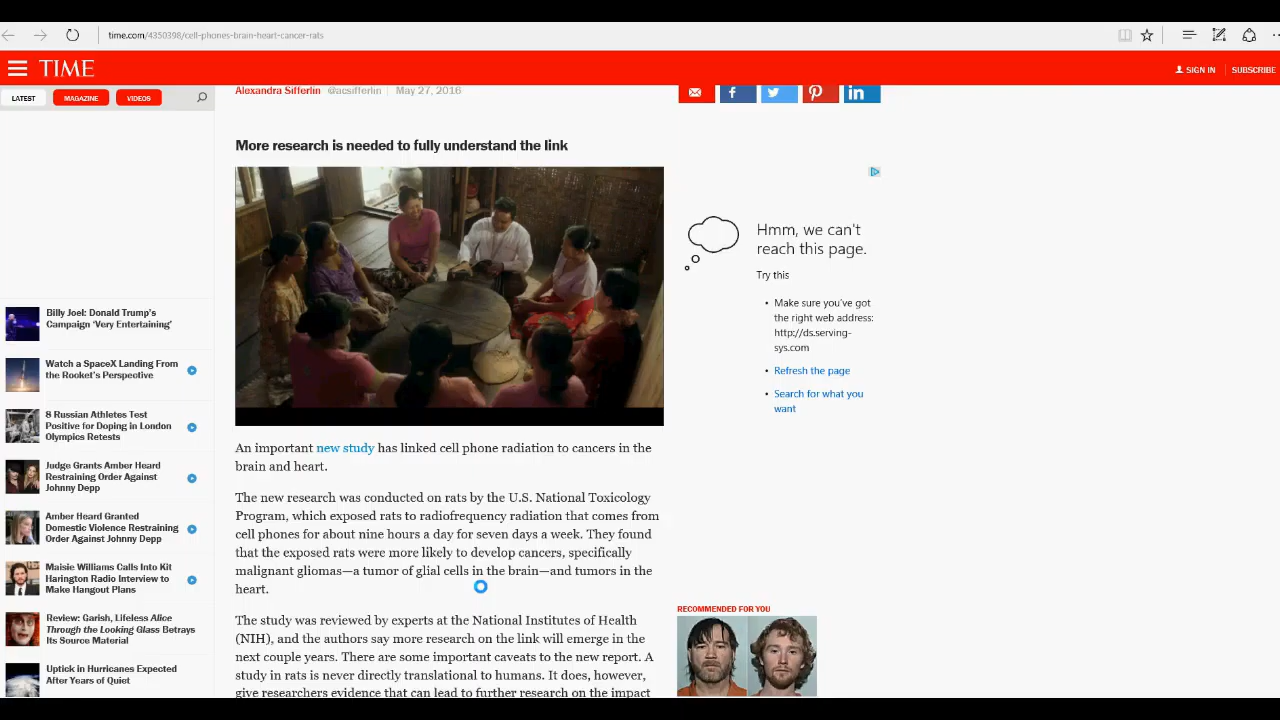 time.com/4350398/cell-phones-brain-heart-cancer-rats
TIME
SIGN IN
SUBSCRIBE
LATEST
MAGAZINE
VIDEOS
Alexandra Sifferlin @acsifferlin May 27, 2016
More research is needed to fully understand the link
An important new study has linked cell phone radiation to cancers in the
brain and heart.
The new research was conducted on rats by the U.S. National Toxicology
Program, which exposed rats to radiofrequency radiation that comes from
cell phones for about nine hours a day for seven days a week. They found
that the exposed rats were more likely to develop cancers, specifically
malignant gliomas—a tumor of glial cells in the brain—and tumors in the
heart.
The study was reviewed by experts at the National Institutes of Health
(NIH), and the authors say more research on the link will emerge in the
next couple years. There are some important caveats to the new report. A
study in rats is never directly translational to humans. It does, however,
give researchers evidence that can lead to further research on the impact
Billy Joel: Donald Trump's
Campaign 'Very Entertaining'
Watch a SpaceX Landing From
the Rocket's Perspective
8 Russian Athletes Test
Positive for Doping in London
Olympics Retests
Judge Grants Amber Heard
Restraining Order Against
Johnny Depp
Amber Heard Granted
Domestic Violence Restraining
Order Against Johnny Depp
Maisie Williams Calls Into Kit
Harington Radio Interview to
Make Hangout Plans
Review: Garish, Lifeless Alice
Through the Looking Glass Betrays
Its Source Material
Uptick in Hurricanes Expected
After Years of Quiet
Hmm, we can't
reach this page.
Try this
• Make sure you've got
the right web address:
http://ds.serving-
sys.com
• Refresh the page
• Search for what you
want
RECOMMENDED FOR YOU